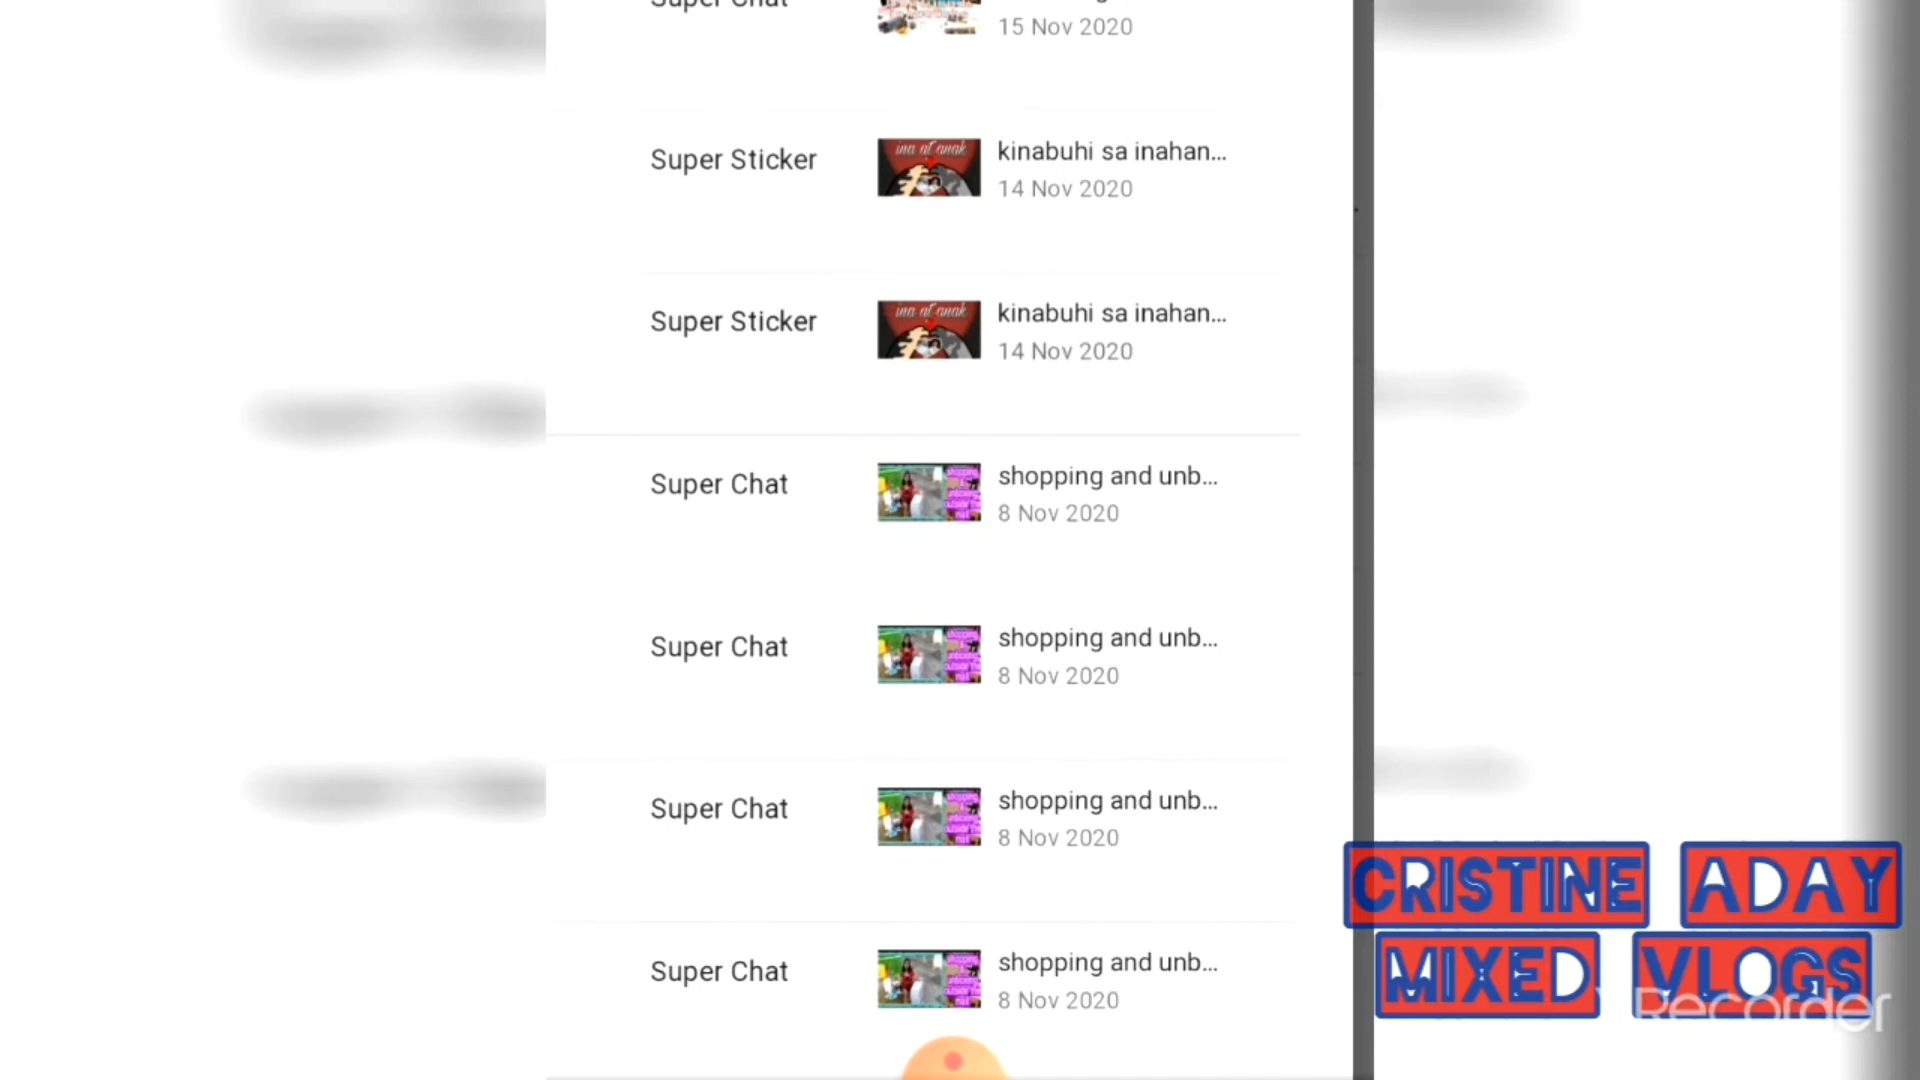 Super Chat
15 Nov 2020
Super Sticker
ina at anak
kinabuhi sa inahan...
14 Nov 2020
Super Sticker
ina at anak
kinabuhi sa inahan...
14 Nov 2020
Super Chat
shopping and unb...
8 Nov 2020
Super Chat
shopping and unb...
8 Nov 2020
Super Chat
shopping and unb...
8 Nov 2020
Super Chat
shopping and unb...
8 Nov 2020
CRISTINE ADAY
MIXED VLOGS
Recorder